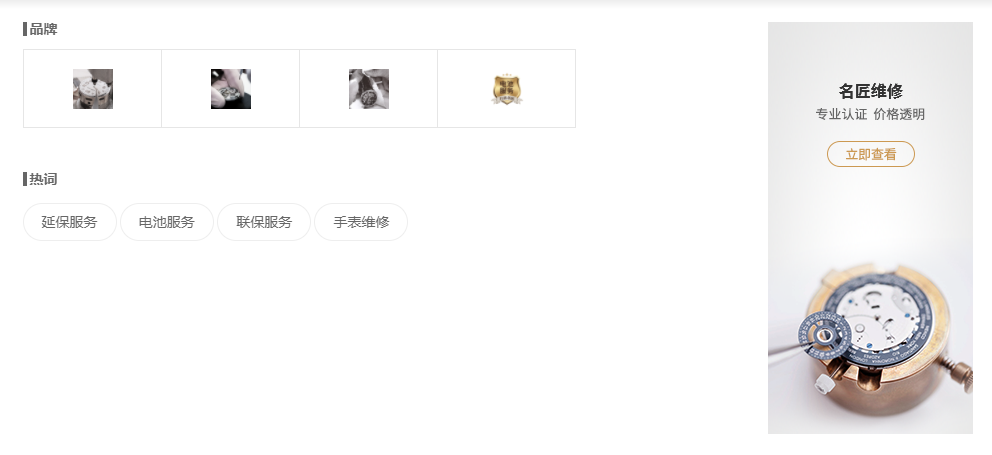 品牌
热词
延保服务
电池服务
联保服务
手表维修
名匠维修
专业认证 价格透明
立即查看